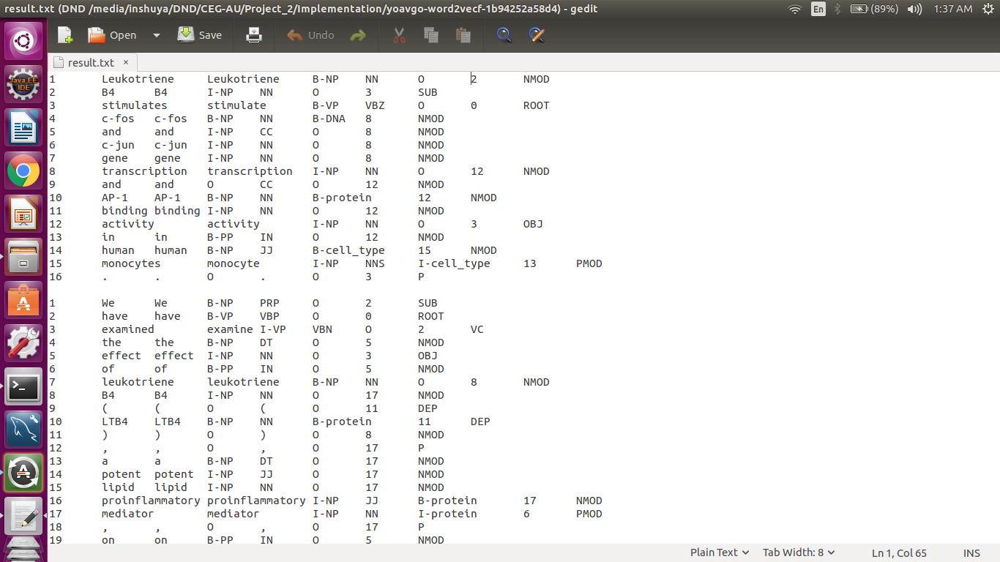 result.txt (DND /media/inshuya/DND/CEG-AU/Project_2/Implementation/yoavgo-word2vecf-1b94252a58d4) - gedit En (89%) 1:37 AM
Open Save Undo
result.txt ×
Java EE IDE
1 Leukotriene Leukotriene B-NP NN O 2 NMOD
2 B4 B4 I-NP NN O 3 SUB
3 stimulates stimulate B-VP VBZ O 0 ROOT
4 c-fos c-fos B-NP NN B-DNA 8 NMOD
5 and and I-NP CC O 8 NMOD
6 c-jun c-jun I-NP NN O 8 NMOD
7 gene gene I-NP NN O 8 NMOD
8 transcription transcription I-NP NN O 12 NMOD
9 and and O CC O 12 NMOD
10 AP-1 AP-1 B-NP NN B-protein 12 NMOD
11 binding binding I-NP NN O 12 NMOD
12 activity activity I-NP NN O 3 OBJ
13 in in B-PP IN O 12 NMOD
14 human human B-NP JJ B-cell_type 15 NMOD
15 monocytes monocyte I-NP NNS I-cell_type 13 PMOD
16 . . O . O 3 P
1 We We B-NP PRP O 2 SUB
2 have have B-VP VBP O 0 ROOT
3 examined examine I-VP VBN O 2 VC
4 the the B-NP DT O 5 NMOD
5 effect effect I-NP NN O 3 OBJ
6 of of B-PP IN O 5 NMOD
7 leukotriene leukotriene B-NP NN O 8 NMOD
8 B4 B4 I-NP NN O 17 NMOD
9 ( ( O ( O 11 DEP
10 LTB4 LTB4 B-NP NN B-protein 11 DEP
11 ) ) O ) O 8 NMOD
12 , , O , O 17 P
13 a a B-NP DT O 17 NMOD
14 potent potent I-NP JJ O 17 NMOD
15 lipid lipid I-NP NN O 17 NMOD
16 proinflammatory proinflammatory I-NP JJ B-protein 17 NMOD
17 mediator mediator I-NP NN I-protein 6 PMOD
18 , , O , O 17 P
19 on on B-PP IN O 5 NMOD
Plain Text Tab Width: 8 Ln 1, Col 65 INS